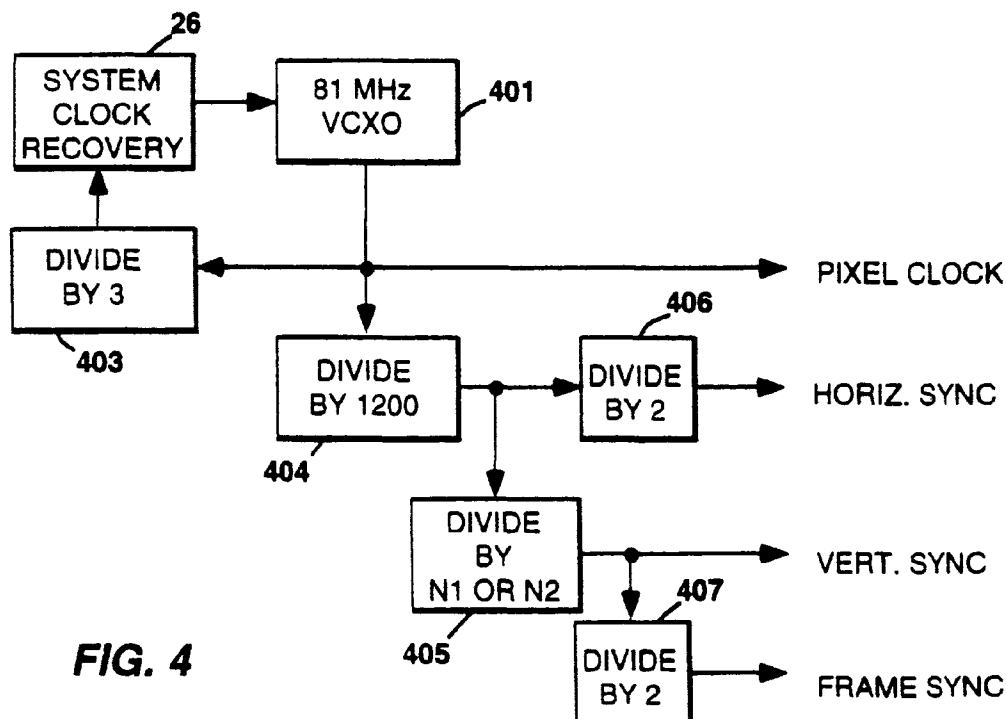 26
SYSTEM
CLOCK
RECOVERY
81 MHz
VCXO
401
DIVIDE
BY 3
403
PIXEL CLOCK
406
DIVIDE
BY 1200
404
DIVIDE
BY 2
HORIZ. SYNC
DIVIDE
BY
N1 OR N2
405
VERT. SYNC
407
DIVIDE
BY 2
FRAME SYNC
FIG. 4